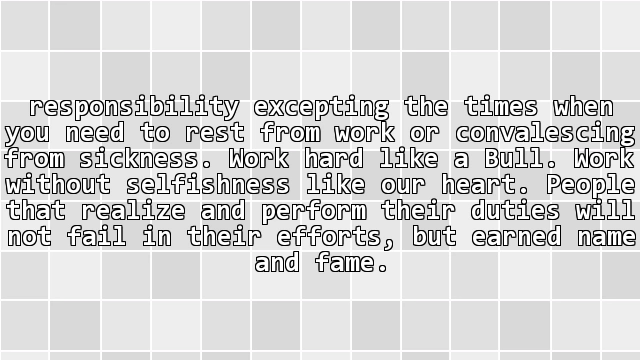 responsibility excepting the times when
you need to rest from work or convalescing
from sickness. Work hard like a Bull. Work
without selfishness like our heart. People
that realize and perform their duties will
not fail in their efforts, but earned name
and fame.